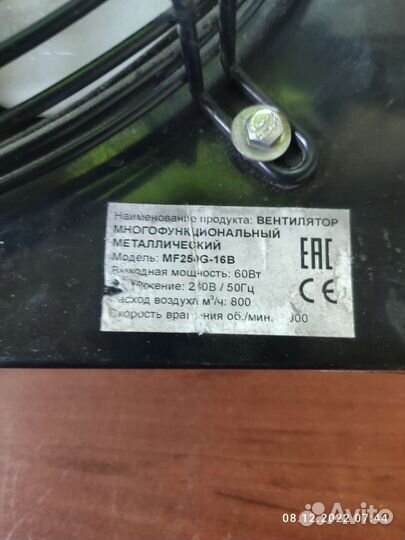 Наименование продукта: ВЕНТИЛЯТОР
МНОГОФУНКЦИОНАЛЬНЫЙ
МЕТАЛЛИЧЕСКИЙ
Модель: MF250G-16B
Выходная мощность: 60Вт
230В / 50Гц
Расход воздуха м³/ч: 800
Скорость вращения об./мин.
EAC
CE
08.12.2022 07:44
Avito